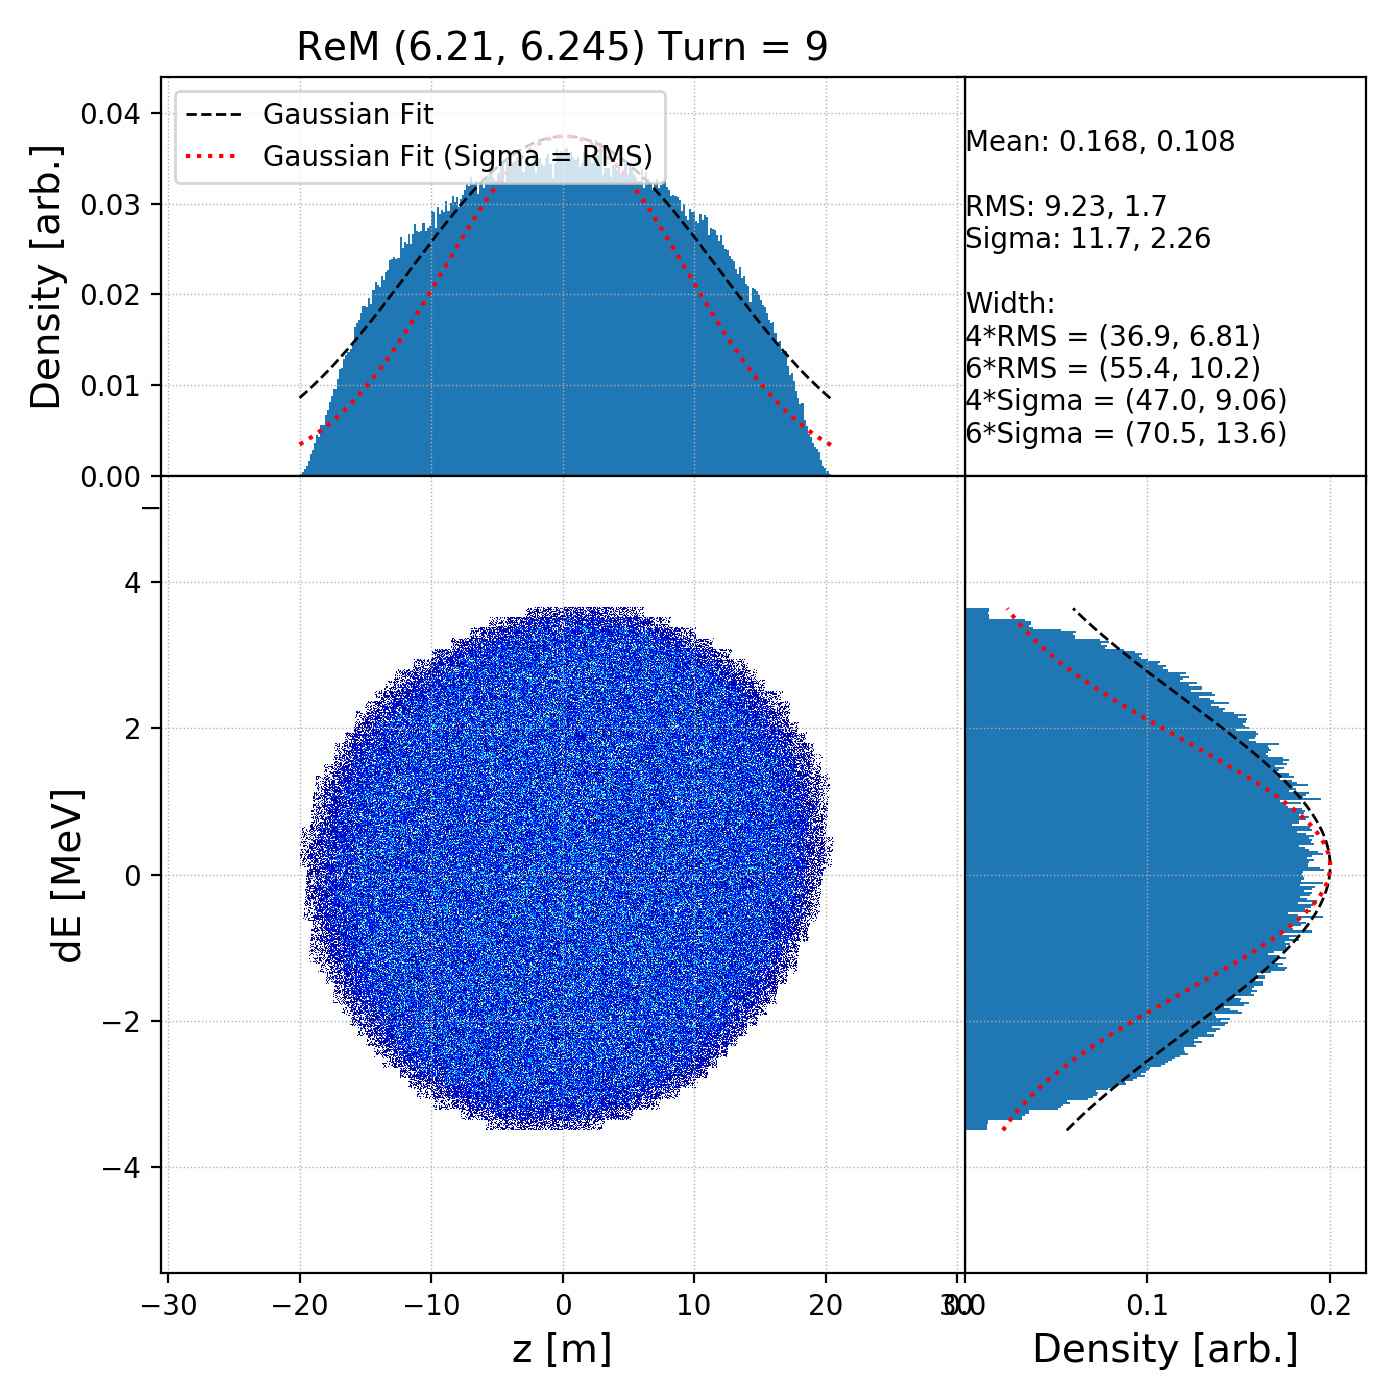 ReM (6.21, 6.245) Turn = 9
Density [arb.]
0.04
0.03
0.02
0.01
0.00
Gaussian Fit
Gaussian Fit (Sigma = RMS)
Mean: 0.168, 0.108
RMS: 9.23, 1.7
Sigma: 11.7, 2.26
Width:
4*RMS = (36.9, 6.81)
6*RMS = (55.4, 10.2)
4*Sigma = (47.0, 9.06)
6*Sigma = (70.5, 13.6)
dE [MeV]
4
2
0
−2
−4
−30 −20 −10 0 10 20 30
z [m]
0.0 0.1 0.2
Density [arb.]